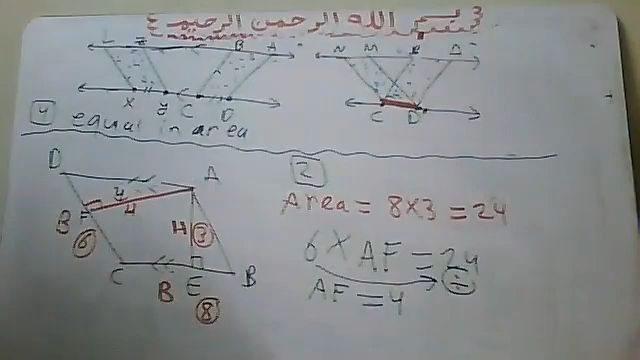 بسم الله الرحمن الرحيم
B A N M B A
X y C D C D
4 equal in area
D A 2
Area = 8×3 = 24
4
H
B F H 3
6
6 × AF = 24
C B E B ÷
AF = 4
8